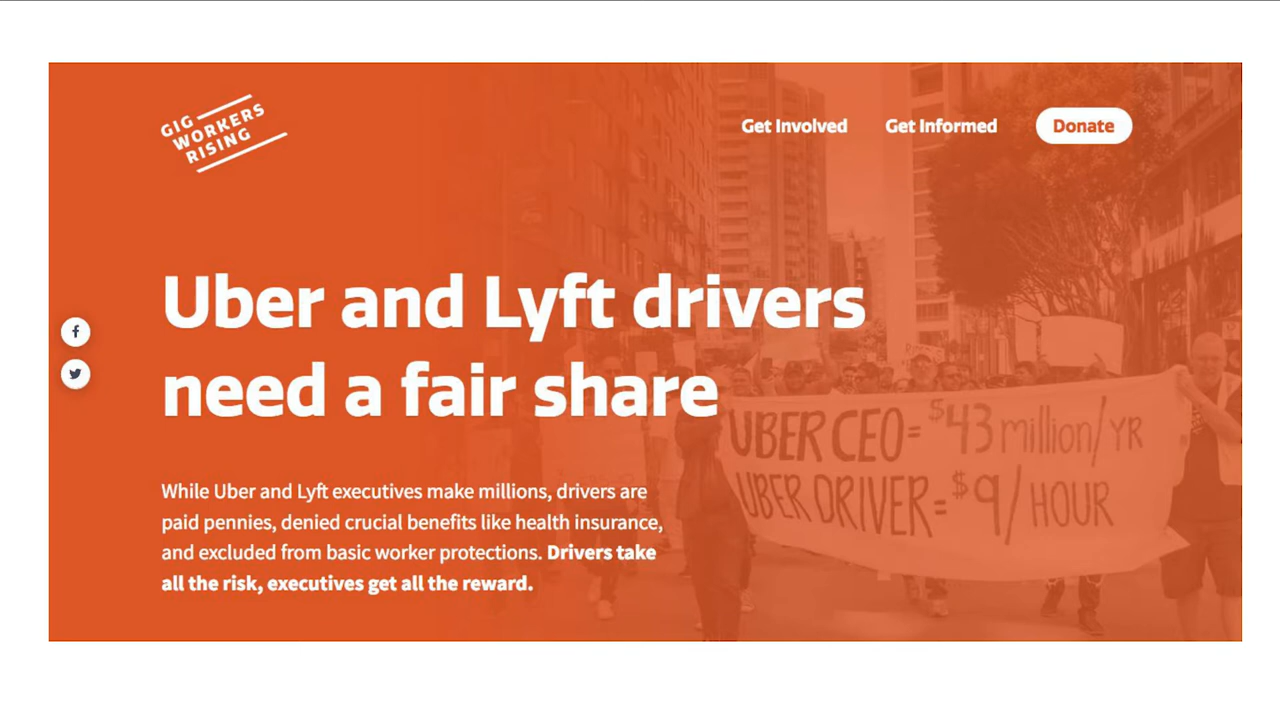 GIG
WORKERS
RISING
Get Involved
Get Informed
Donate
Uber and Lyft drivers
need a fair share
While Uber and Lyft executives make millions, drivers are
paid pennies, denied crucial benefits like health insurance,
and excluded from basic worker protections. Drivers take
all the risk, executives get all the reward.
UBER CEO= $43 million/YR
UBER DRIVER= $9/HOUR